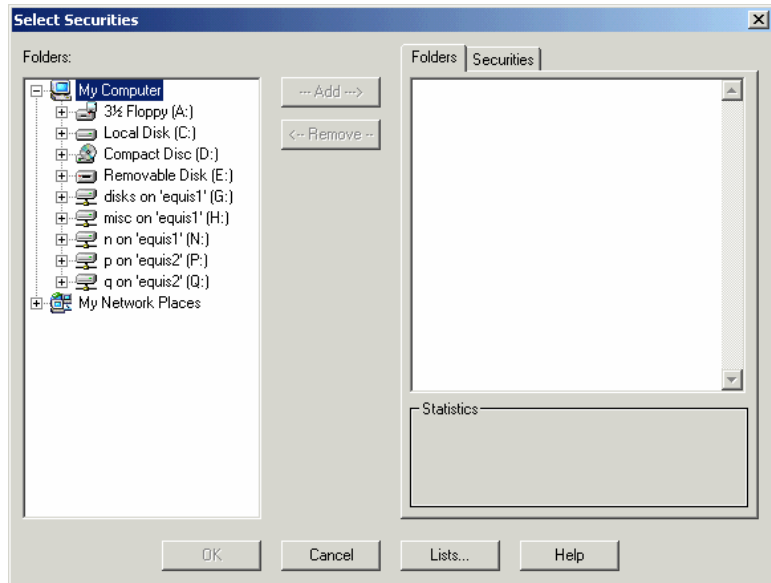 Select Securities
Folders:
My Computer
3½ Floppy (A:)
Local Disk (C:)
Compact Disc (D:)
Removable Disk (E:)
disks on 'equis1' (G:)
misc on 'equis1' (H:)
n on 'equis1' (N:)
p on 'equis2' (P:)
q on 'equis2' (Q:)
My Network Places
--- Add --->
<-- Remove --
Folders Securities
Statistics
OK Cancel Lists... Help